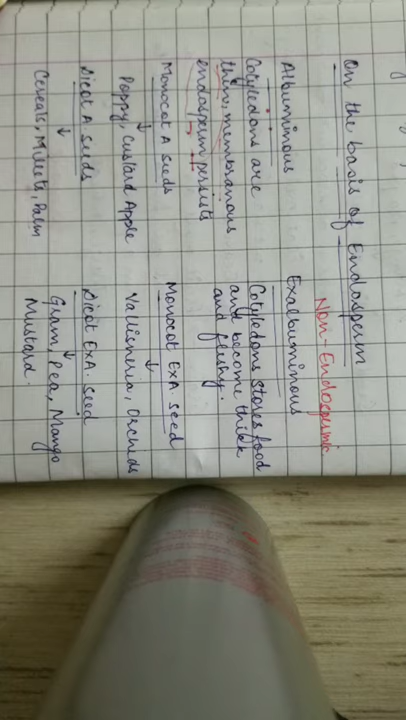 On the basis of Endosperm
Non-Endospermic
Albuminous
Exalbuminous
Cotyledons are
thin, membranous
endosperm persists
Cotyledons stores food
and become thick
and fleshy.
Monocot A seeds
Poppy, Custard Apple
Monocot ExA. seed
Vallisneria, Orchids
Dicot A seeds
Cereals, Millets, Palm
Dicot ExA. seed
Gram, Pea, Mango
Mustard.